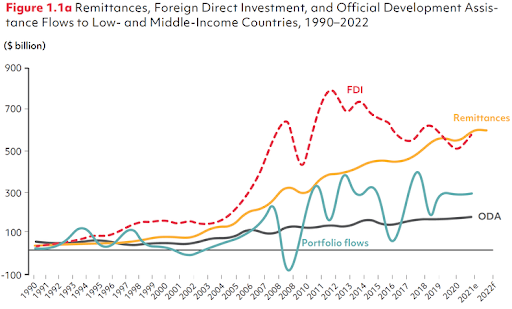 Figure 1.1a Remittances, Foreign Direct Investment, and Official Development Assis-
tance Flows to Low- and Middle-Income Countries, 1990–2022
($ billion)
900
FDI
700
Remittances
500
300
ODA
100
Portfolio flows
-100
1990 1991 1992 1993 1994 1995 1996 1997 1998 1999 2000 2001 2002 2003 2004 2005 2006 2007 2008 2009 2010 2011 2012 2013 2014 2015 2016 2017 2018 2019 2020 2021e 2022f